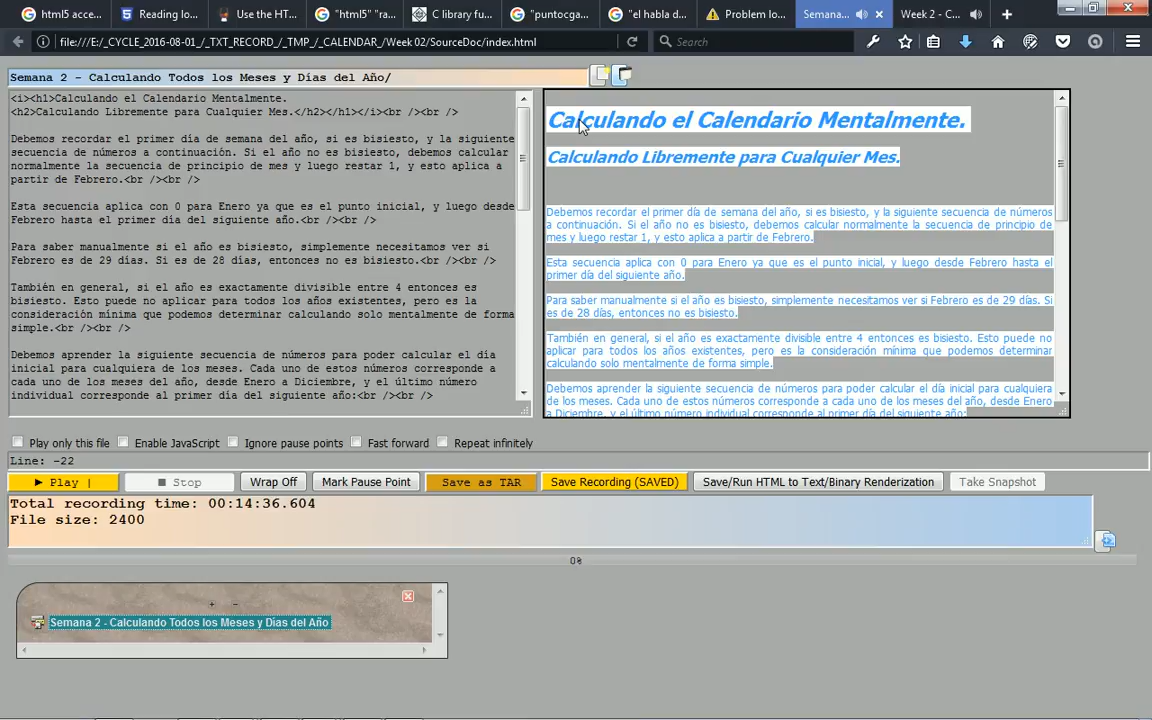 html5 acce...
Reading lo...
Use the HT...
"html5" "ra...
C library fu...
"puntocga...
"el habla d...
Problem lo...
Semana...
Week 2 - C...
file:///E:/_CYCLE_2016-08-01_/_TXT_RECORD_/_TMP_/_CALENDAR_/Week 02/SourceDoc/index.html
Search
Semana 2 - Calculando Todos los Meses y Días del Año/
<i><h1>Calculando el Calendario Mentalmente.
<h2>Calculando Libremente para Cualquier Mes.</h2></h1></i><br /><br />
Debemos recordar el primer día de semana del año, si es bisiesto, y la siguiente
secuencia de números a continuación. Si el año no es bisiesto, debemos calcular
normalmente la secuencia de principio de mes y luego restar 1, y esto aplica a
partir de Febrero.<br /><br />
Esta secuencia aplica con 0 para Enero ya que es el punto inicial, y luego desde
Febrero hasta el primer día del siguiente año.<br /><br />
Para saber manualmente si el año es bisiesto, simplemente necesitamos ver si
Febrero es de 29 días. Si es de 28 días, entonces no es bisiesto.<br /><br />
También en general, si el año es exactamente divisible entre 4 entonces es
bisiesto. Esto puede no aplicar para todos los años existentes, pero es la
consideración mínima que podemos determinar calculando solo mentalmente de forma
simple.<br /><br />
Debemos aprender la siguiente secuencia de números para poder calcular el día
inicial para cualquiera de los meses. Cada uno de estos números corresponde a
cada uno de los meses del año, desde Enero a Diciembre, y el último número
individual corresponde al primer día del siguiente año:<br /><br />
Calculando el Calendario Mentalmente.
Calculando Libremente para Cualquier Mes.
Debemos recordar el primer día de semana del año, si es bisiesto, y la siguiente secuencia de números
a continuación. Si el año no es bisiesto, debemos calcular normalmente la secuencia de principio de
mes y luego restar 1, y esto aplica a partir de Febrero.
Esta secuencia aplica con 0 para Enero ya que es el punto inicial, y luego desde Febrero hasta el
primer día del siguiente año.
Para saber manualmente si el año es bisiesto, simplemente necesitamos ver si Febrero es de 29 días. Si
es de 28 días, entonces no es bisiesto.
También en general, si el año es exactamente divisible entre 4 entonces es bisiesto. Esto puede no
aplicar para todos los años existentes, pero es la consideración mínima que podemos determinar
calculando solo mentalmente de forma simple.
Debemos aprender la siguiente secuencia de números para poder calcular el día inicial para cualquiera
de los meses. Cada uno de estos números corresponde a cada uno de los meses del año, desde Enero
a Diciembre, y el último número individual corresponde al primer día del siguiente año:
Play only this file
Enable JavaScript
Ignore pause points
Fast forward
Repeat infinitely
Line: -22
Play |
Stop
Wrap Off
Mark Pause Point
Save as TAR
Save Recording (SAVED)
Save/Run HTML to Text/Binary Renderization
Take Snapshot
Total recording time: 00:14:36.604
File size: 2400
0%
+ -
Semana 2 - Calculando Todos los Meses y Días del Año